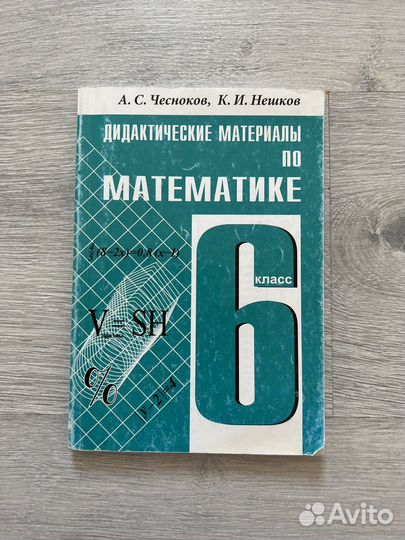 А. С. Чесноков, К. И. Нешков
ДИДАКТИЧЕСКИЕ МАТЕРИАЛЫ
ПО
МАТЕМАТИКЕ
6
класс
V = SH
%
Avito